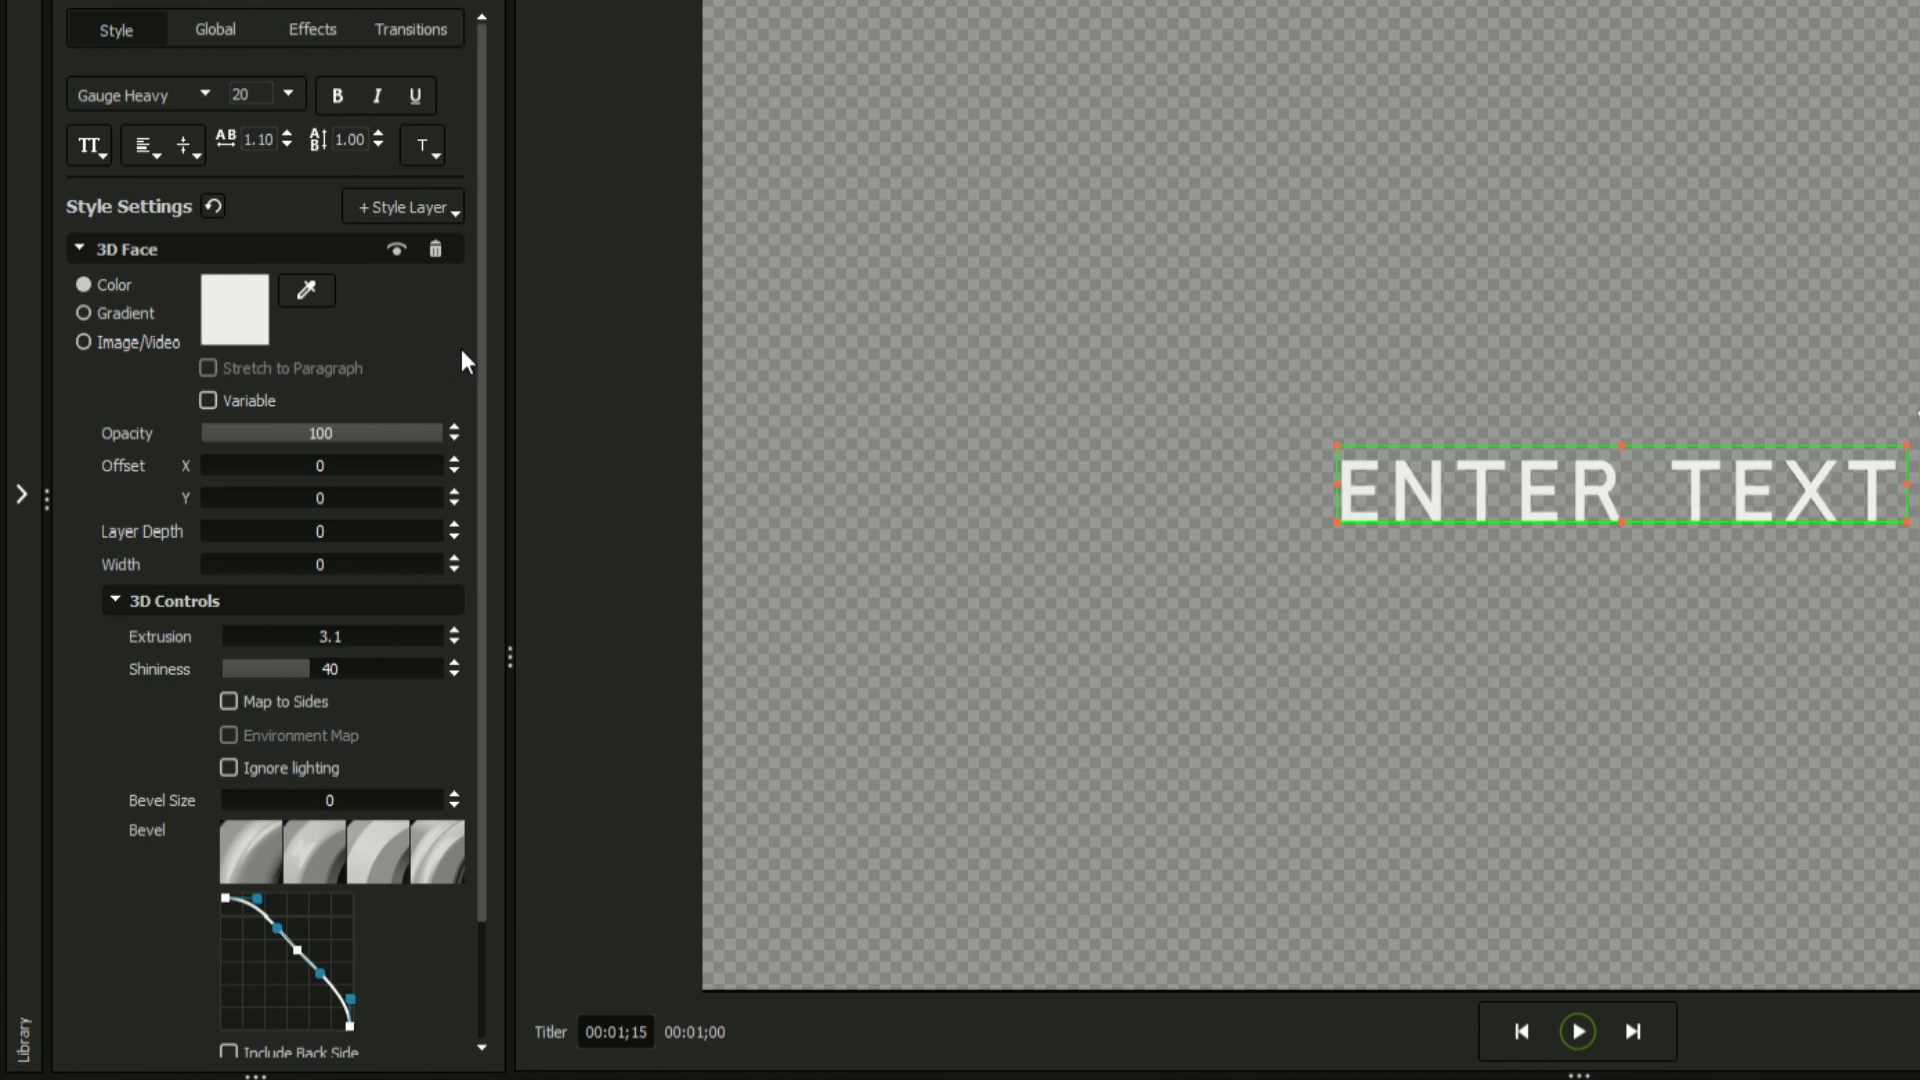 Style Global Effects Transitions
Gauge Heavy 20 B I U
TT AB 1.10 AB 1.00 T
Style Settings + Style Layer
3D Face
Color
Gradient
Image/Video
Stretch to Paragraph
Variable
Opacity 100
Offset X 0
Y 0
Layer Depth 0
Width 0
3D Controls
Extrusion 3.1
Shininess 40
Map to Sides
Environment Map
Ignore lighting
Bevel Size 0
Bevel
Include Back Side
Library
ENTER TEXT
Titler 00:01;15 00:01;00